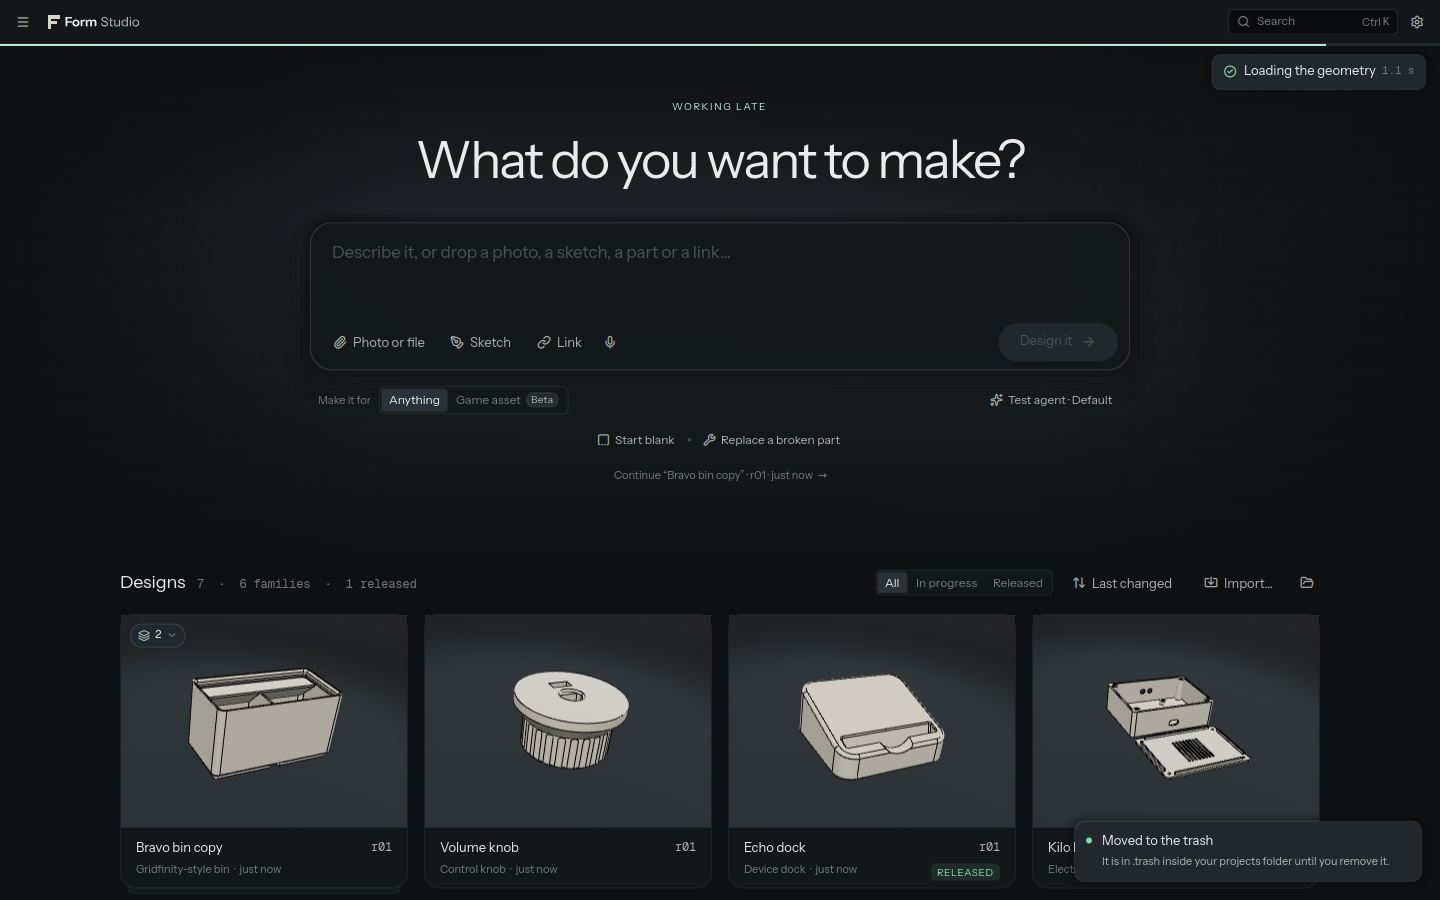 Form Studio
Search Ctrl K
Loading the geometry 1.1 s
WORKING LATE
What do you want to make?
Describe it, or drop a photo, a sketch, a part or a link...
Photo or file Sketch Link Design it
Make it for Anything Game asset Beta Test agent · Default
Start blank • Replace a broken part
Continue “Bravo bin copy” · r01 · just now →
Designs 7 · 6 families · 1 released All In progress Released Last changed Import...
2
Bravo bin copy r01
Gridfinity-style bin · just now
Volume knob r01
Control knob · just now
Echo dock r01
Device dock · just now RELEASED
Kilo
Moved to the trash
It is in .trash inside your projects folder until you remove it.